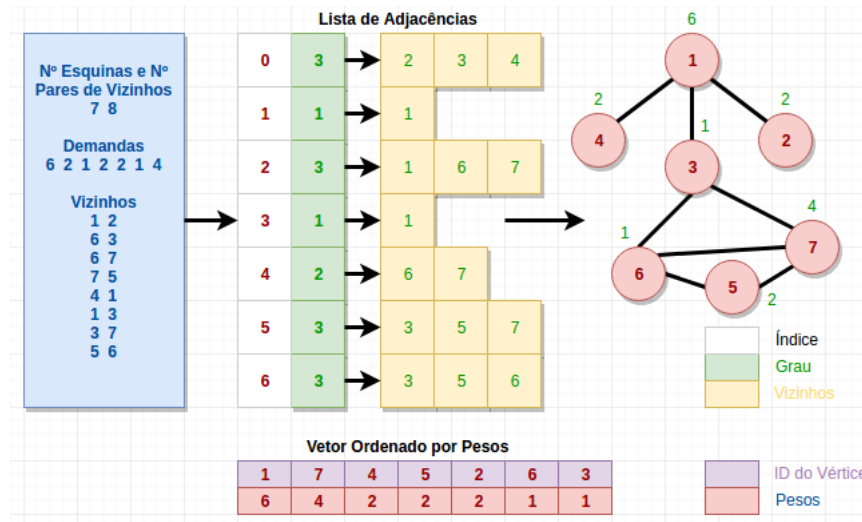 Lista de Adjacências
Nº Esquinas e Nº
Pares de Vizinhos
7 8
Demandas
6 2 1 2 2 1 4
Vizinhos
1 2
6 3
6 7
7 5
4 1
1 3
3 7
5 6
0 3 2 3 4
1 1 1
2 3 1 6 7
3 1 1
4 2 6 7
5 3 3 5 7
6 3 3 5 6
6
1
2
4
2
2
1
3
4
7
1
6
5
2
Índice
Grau
Vizinhos
Vetor Ordenado por Pesos
1 7 4 5 2 6 3
6 4 2 2 2 1 1
ID do Vértice
Pesos